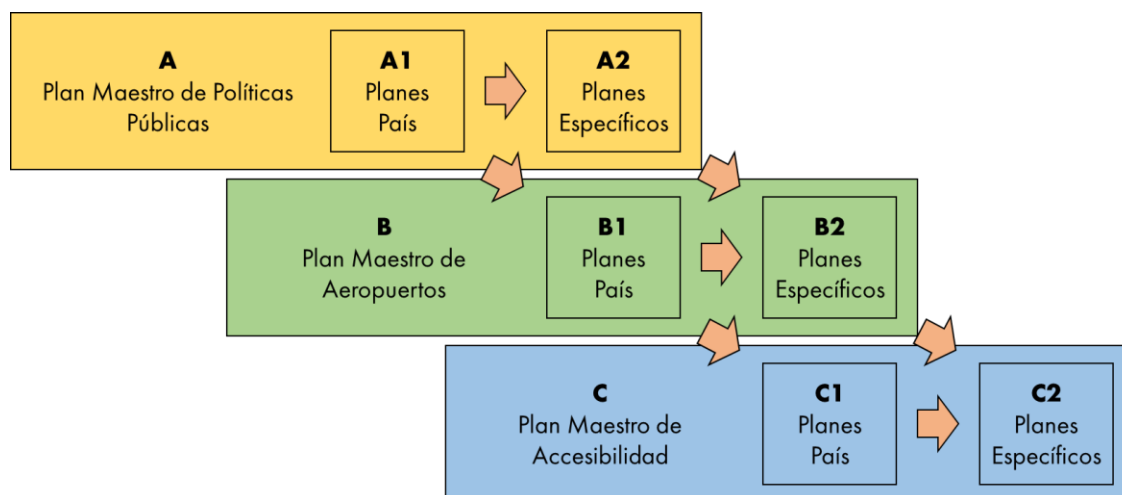 A
Plan Maestro de Políticas
Públicas
A1
Planes
País
A2
Planes
Específicos
B
Plan Maestro de
Aeropuertos
B1
Planes
País
B2
Planes
Específicos
C
Plan Maestro de
Accesibilidad
C1
Planes
País
C2
Planes
Específicos